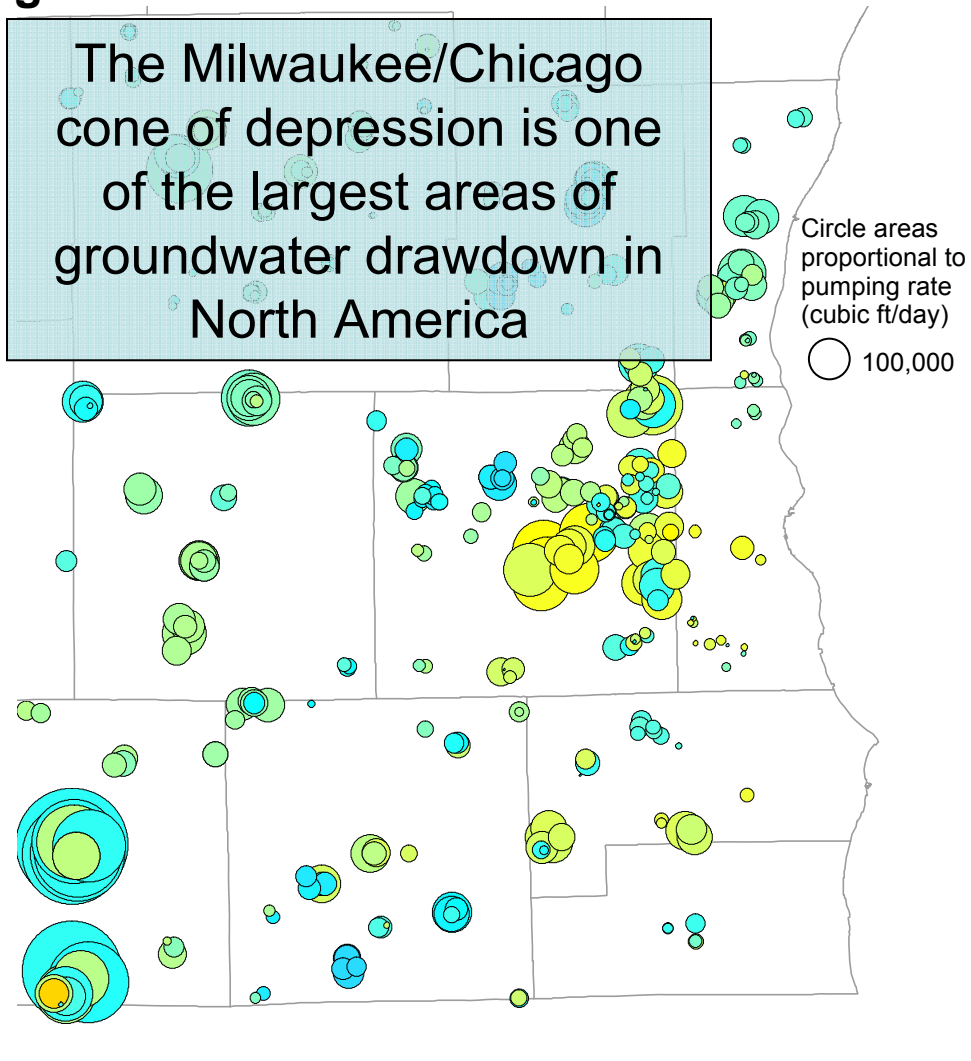 The Milwaukee/Chicago
cone of depression is one
of the largest areas of
groundwater drawdown in
North America
Circle areas
proportional to
pumping rate
(cubic ft/day)
100,000